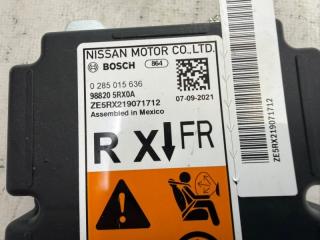 NISSAN MOTOR CO.,LTD.
BOSCH 864
0 285 015 636
98820 5RX0A
ZE5RX219071712
Assembled in Mexico
07-09-2021
R X↓FR
ZE5RX219071712